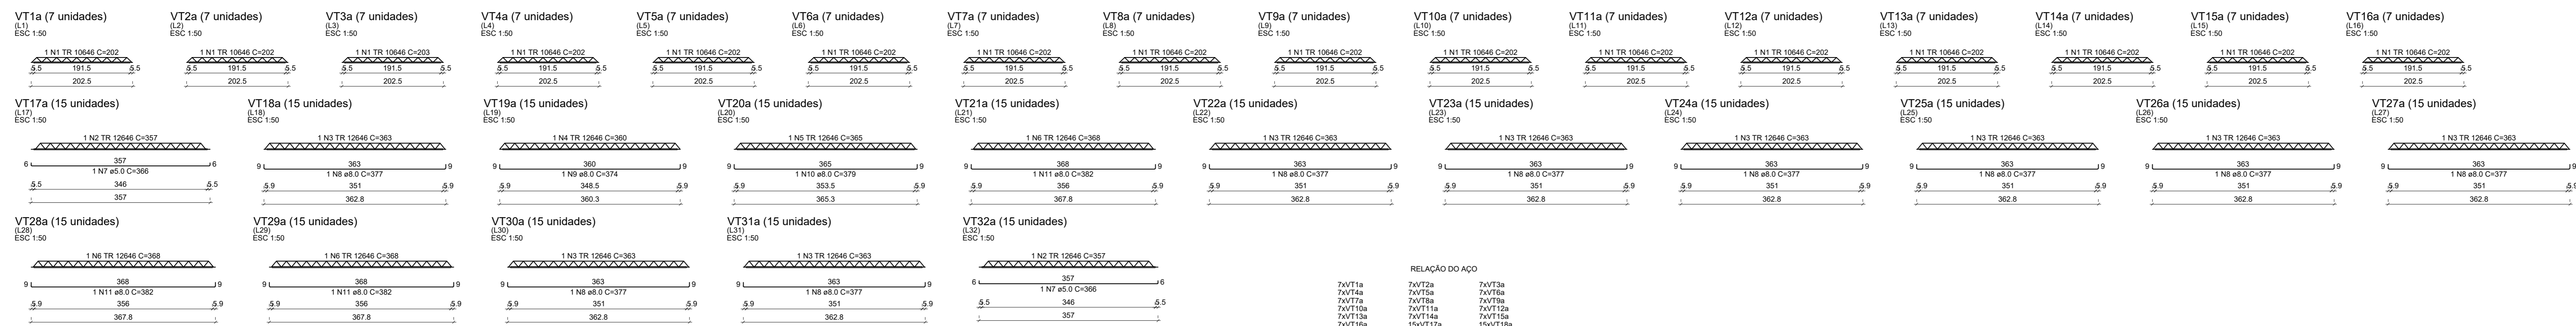 VT1a (7 unidades)
(L1)
ESC 1:50
1 N1 TR 10646 C=202
5.5 191.5 5.5
202.5
VT2a (7 unidades)
(L2)
ESC 1:50
1 N1 TR 10646 C=202
5.5 191.5 5.5
202.5
VT3a (7 unidades)
(L3)
ESC 1:50
1 N1 TR 10646 C=203
5.5 191.5 5.5
202.5
VT4a (7 unidades)
(L4)
ESC 1:50
1 N1 TR 10646 C=202
5.5 191.5 5.5
202.5
VT5a (7 unidades)
(L5)
ESC 1:50
1 N1 TR 10646 C=202
5.5 191.5 5.5
202.5
VT6a (7 unidades)
(L6)
ESC 1:50
1 N1 TR 10646 C=202
5.5 191.5 5.5
202.5
VT7a (7 unidades)
(L7)
ESC 1:50
1 N1 TR 10646 C=202
5.5 191.5 5.5
202.5
VT8a (7 unidades)
(L8)
ESC 1:50
1 N1 TR 10646 C=202
5.5 191.5 5.5
202.5
VT9a (7 unidades)
(L9)
ESC 1:50
1 N1 TR 10646 C=202
5.5 191.5 5.5
202.5
VT10a (7 unidades)
(L10)
ESC 1:50
1 N1 TR 10646 C=202
5.5 191.5 5.5
202.5
VT11a (7 unidades)
(L11)
ESC 1:50
1 N1 TR 10646 C=202
5.5 191.5 5.5
202.5
VT12a (7 unidades)
(L12)
ESC 1:50
1 N1 TR 10646 C=202
5.5 191.5 5.5
202.5
VT13a (7 unidades)
(L13)
ESC 1:50
1 N1 TR 10646 C=202
5.5 191.5 5.5
202.5
VT14a (7 unidades)
(L14)
ESC 1:50
1 N1 TR 10646 C=202
5.5 191.5 5.5
202.5
VT15a (7 unidades)
(L15)
ESC 1:50
1 N1 TR 10646 C=202
5.5 191.5 5.5
202.5
VT16a (7 unidades)
(L16)
ESC 1:50
1 N1 TR 10646 C=202
5.5 191.5 5.5
202.5
VT17a (15 unidades)
(L17)
ESC 1:50
1 N2 TR 12646 C=357
6 357 6
1 N7 ø5.0 C=366
5.5 346 5.5
357
VT18a (15 unidades)
(L18)
ESC 1:50
1 N3 TR 12646 C=363
9 363 9
1 N8 ø8.0 C=377
5.9 351 5.9
362.8
VT19a (15 unidades)
(L19)
ESC 1:50
1 N4 TR 12646 C=360
9 360 9
1 N9 ø8.0 C=374
5.9 348.5 5.9
360.3
VT20a (15 unidades)
(L20)
ESC 1:50
1 N5 TR 12646 C=365
9 365 9
1 N10 ø8.0 C=379
5.9 353.5 5.9
365.3
VT21a (15 unidades)
(L21)
ESC 1:50
1 N6 TR 12646 C=368
9 368 9
1 N11 ø8.0 C=382
5.9 356 5.9
367.8
VT22a (15 unidades)
(L22)
ESC 1:50
1 N3 TR 12646 C=363
9 363 9
1 N8 ø8.0 C=377
5.9 351 5.9
362.8
VT23a (15 unidades)
(L23)
ESC 1:50
1 N3 TR 12646 C=363
9 363 9
1 N8 ø8.0 C=377
5.9 351 5.9
362.8
VT24a (15 unidades)
(L24)
ESC 1:50
1 N3 TR 12646 C=363
9 363 9
1 N8 ø8.0 C=377
5.9 351 5.9
362.8
VT25a (15 unidades)
(L25)
ESC 1:50
1 N3 TR 12646 C=363
9 363 9
1 N8 ø8.0 C=377
5.9 351 5.9
362.8
VT26a (15 unidades)
(L26)
ESC 1:50
1 N3 TR 12646 C=363
9 363 9
1 N8 ø8.0 C=377
5.9 351 5.9
362.8
VT27a (15 unidades)
(L27)
ESC 1:50
1 N3 TR 12646 C=363
9 363 9
1 N8 ø8.0 C=377
5.9 351 5.9
362.8
VT28a (15 unidades)
(L28)
ESC 1:50
1 N6 TR 12646 C=368
9 368 9
1 N11 ø8.0 C=382
5.9 356 5.9
367.8
VT29a (15 unidades)
(L29)
ESC 1:50
1 N6 TR 12646 C=368
9 368 9
1 N11 ø8.0 C=382
5.9 356 5.9
367.8
VT30a (15 unidades)
(L30)
ESC 1:50
1 N3 TR 12646 C=363
9 363 9
1 N8 ø8.0 C=377
5.9 351 5.9
362.8
VT31a (15 unidades)
(L31)
ESC 1:50
1 N3 TR 12646 C=363
9 363 9
1 N8 ø8.0 C=377
5.9 351 5.9
362.8
VT32a (15 unidades)
(L32)
ESC 1:50
1 N2 TR 12646 C=357
6 357 6
1 N7 ø5.0 C=366
5.5 346 5.5
357
RELAÇÃO DO AÇO
7xVT1a 7xVT2a 7xVT3a
7xVT4a 7xVT5a 7xVT6a
7xVT7a 7xVT8a 7xVT9a
7xVT10a 7xVT11a 7xVT12a
7xVT13a 7xVT14a 7xVT15a
7xVT16a 15xVT17a 15xVT18a